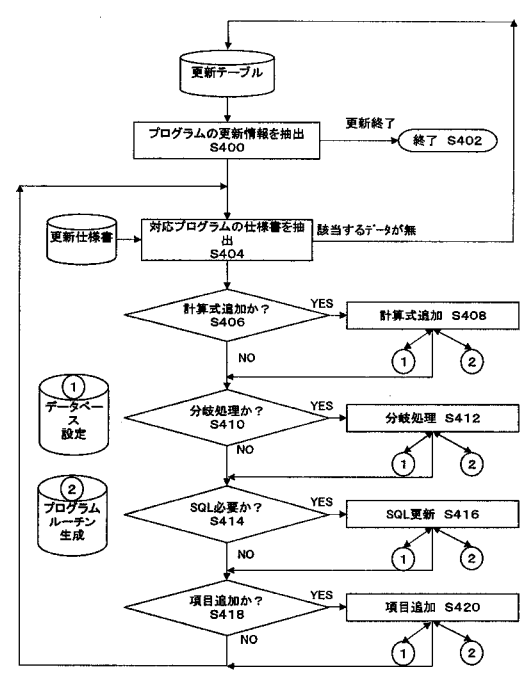 更新テーブル
プログラムの更新情報を抽出
S400
更新終了
終了 S402
更新仕様書
対応プログラムの仕様書を抽
出
S404
該当するデータが無
計算式追加か?
S406
YES
計算式追加 S408
1
2
NO
1
データベー
ス
設定
分岐処理か?
S410
YES
分岐処理 S412
1
2
NO
2
プログラム
ルーチン
生成
SQL必要か?
S414
YES
SQL更新 S416
1
2
NO
項目追加か?
S418
YES
項目追加 S420
1
2
NO